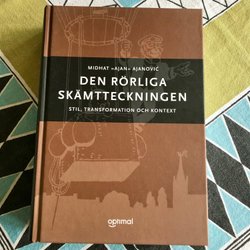 MIDHAT »AJAN« AJANOVIĆ
DEN RÖRLIGA
SKÄMTTECKNINGEN
STIL, TRANSFORMATION OCH KONTEXT
optimal